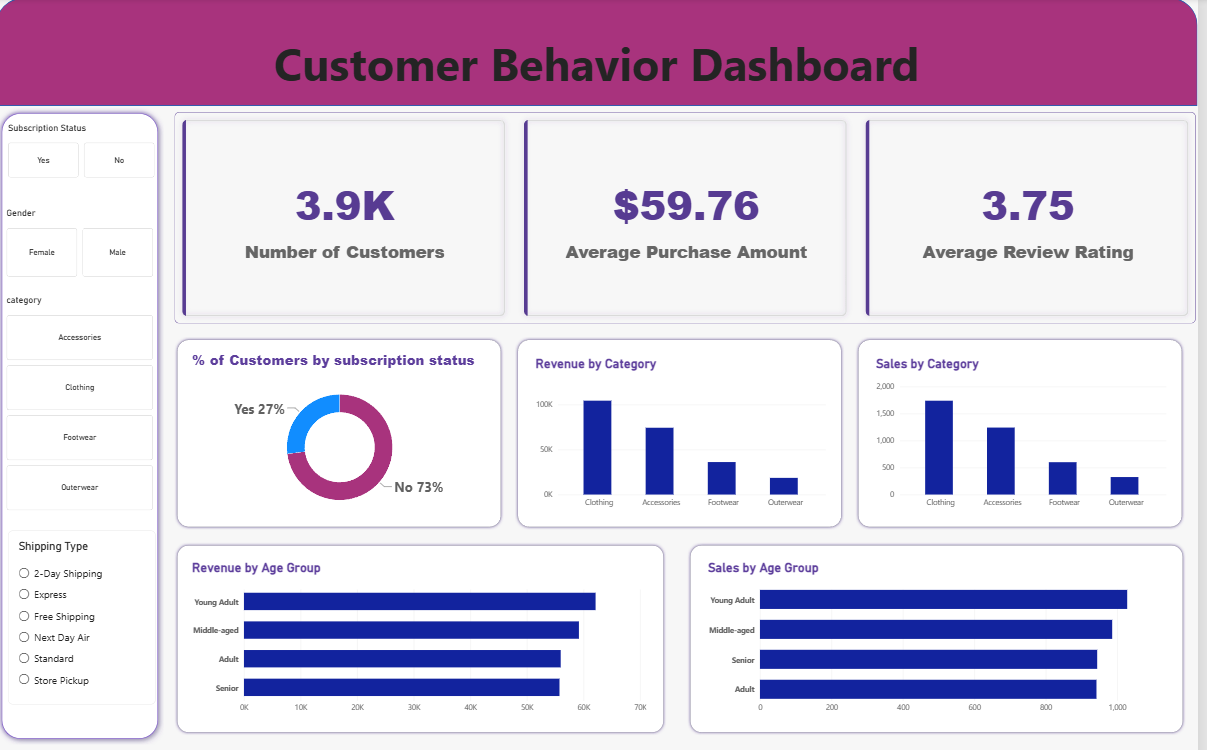 Customer Behavior Dashboard
Subscription Status
Yes
No
Gender
Female
Male
category
Accessories
Clothing
Footwear
Outerwear
Shipping Type
2-Day Shipping
Express
Free Shipping
Next Day Air
Standard
Store Pickup
3.9K
Number of Customers
$59.76
Average Purchase Amount
3.75
Average Review Rating
% of Customers by subscription status
Yes 27%
No 73%
Revenue by Category
100K
50K
0K
Clothing
Accessories
Footwear
Outerwear
Sales by Category
2,000
1,500
1,000
500
0
Clothing
Accessories
Footwear
Outerwear
Revenue by Age Group
Young Adult
Middle-aged
Adult
Senior
0K
10K
20K
30K
40K
50K
60K
70K
Sales by Age Group
Young Adult
Middle-aged
Senior
Adult
0
200
400
600
800
1,000